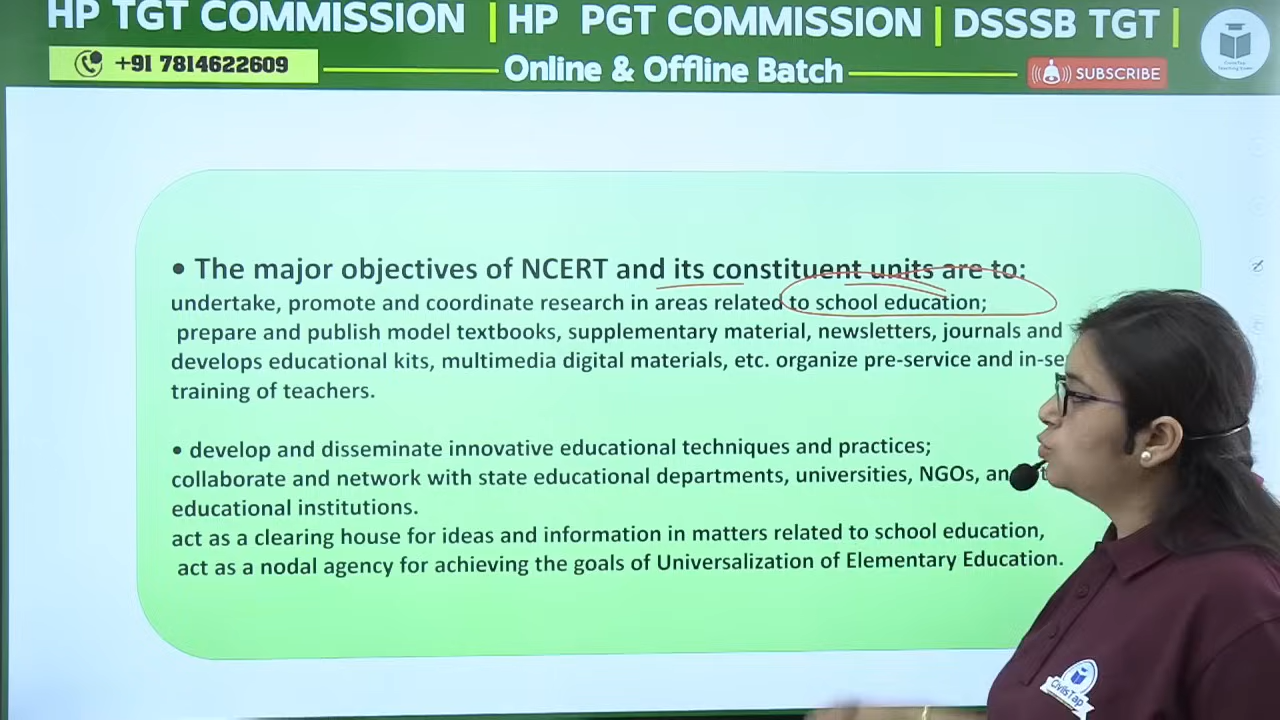 HP TGT COMMISSION | HP PGT COMMISSION | DSSSB TGT |
+91 7814622609
Online & Offline Batch
SUBSCRIBE
• The major objectives of NCERT and its constituent units are to:
undertake, promote and coordinate research in areas related to school education;
prepare and publish model textbooks, supplementary material, newsletters, journals and
develops educational kits, multimedia digital materials, etc. organize pre-service and
training of teachers.
• develop and disseminate innovative educational techniques and practices;
collaborate and network with state educational departments, universities, NGOs,
educational institutions.
act as a clearing house for ideas and information in matters related to school education,
act as a nodal agency for achieving the goals of Universalization of Elementary Education.
CivilsTap